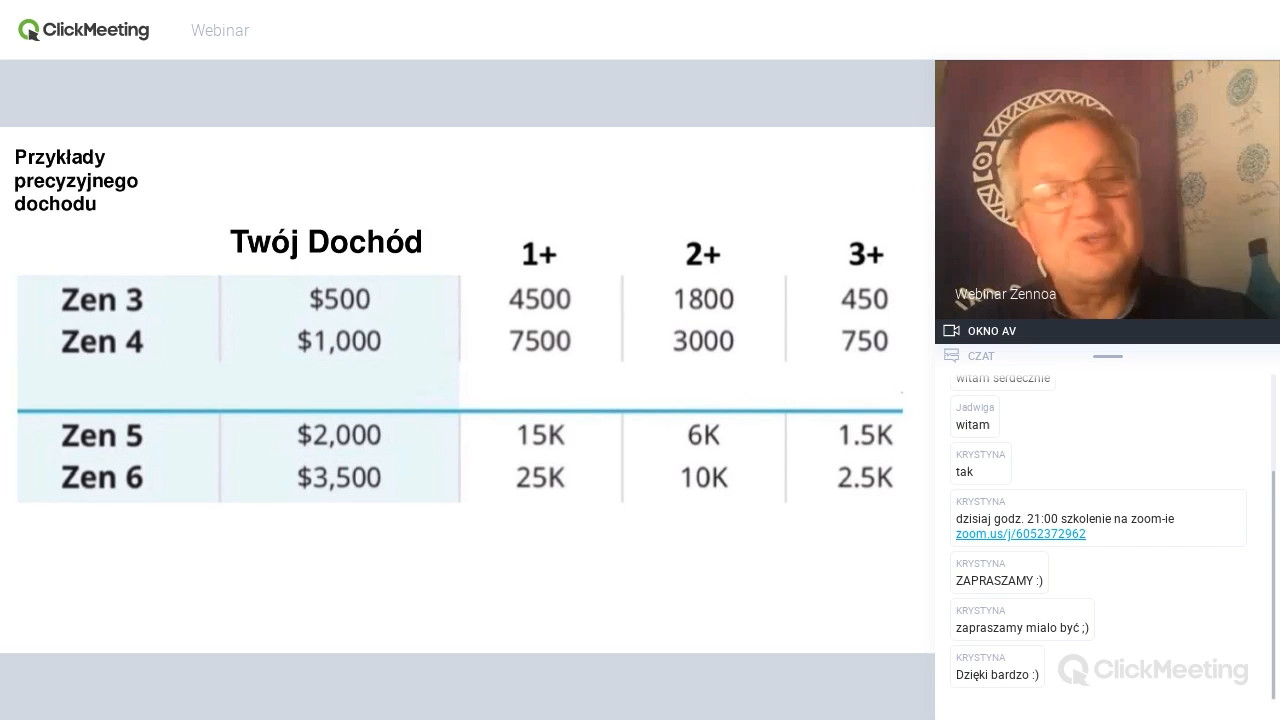 ClickMeeting
Webinar
Przykłady
precyzyjnego
dochodu
Twój Dochód 1+ 2+ 3+
Zen 3 $500 4500 1800 450
Zen 4 $1,000 7500 3000 750
Zen 5 $2,000 15K 6K 1.5K
Zen 6 $3,500 25K 10K 2.5K
Webinar Zennoa
OKNO AV
CZAT
witam serdecznie
Jadwiga
witam
KRYSTYNA
tak
KRYSTYNA
dzisiaj godz. 21:00 szkolenie na zoom-ie
zoom.us/j/6052372962
KRYSTYNA
ZAPRASZAMY :)
KRYSTYNA
zapraszamy mialo być ;)
KRYSTYNA
Dzięki bardzo :)
ClickMeeting